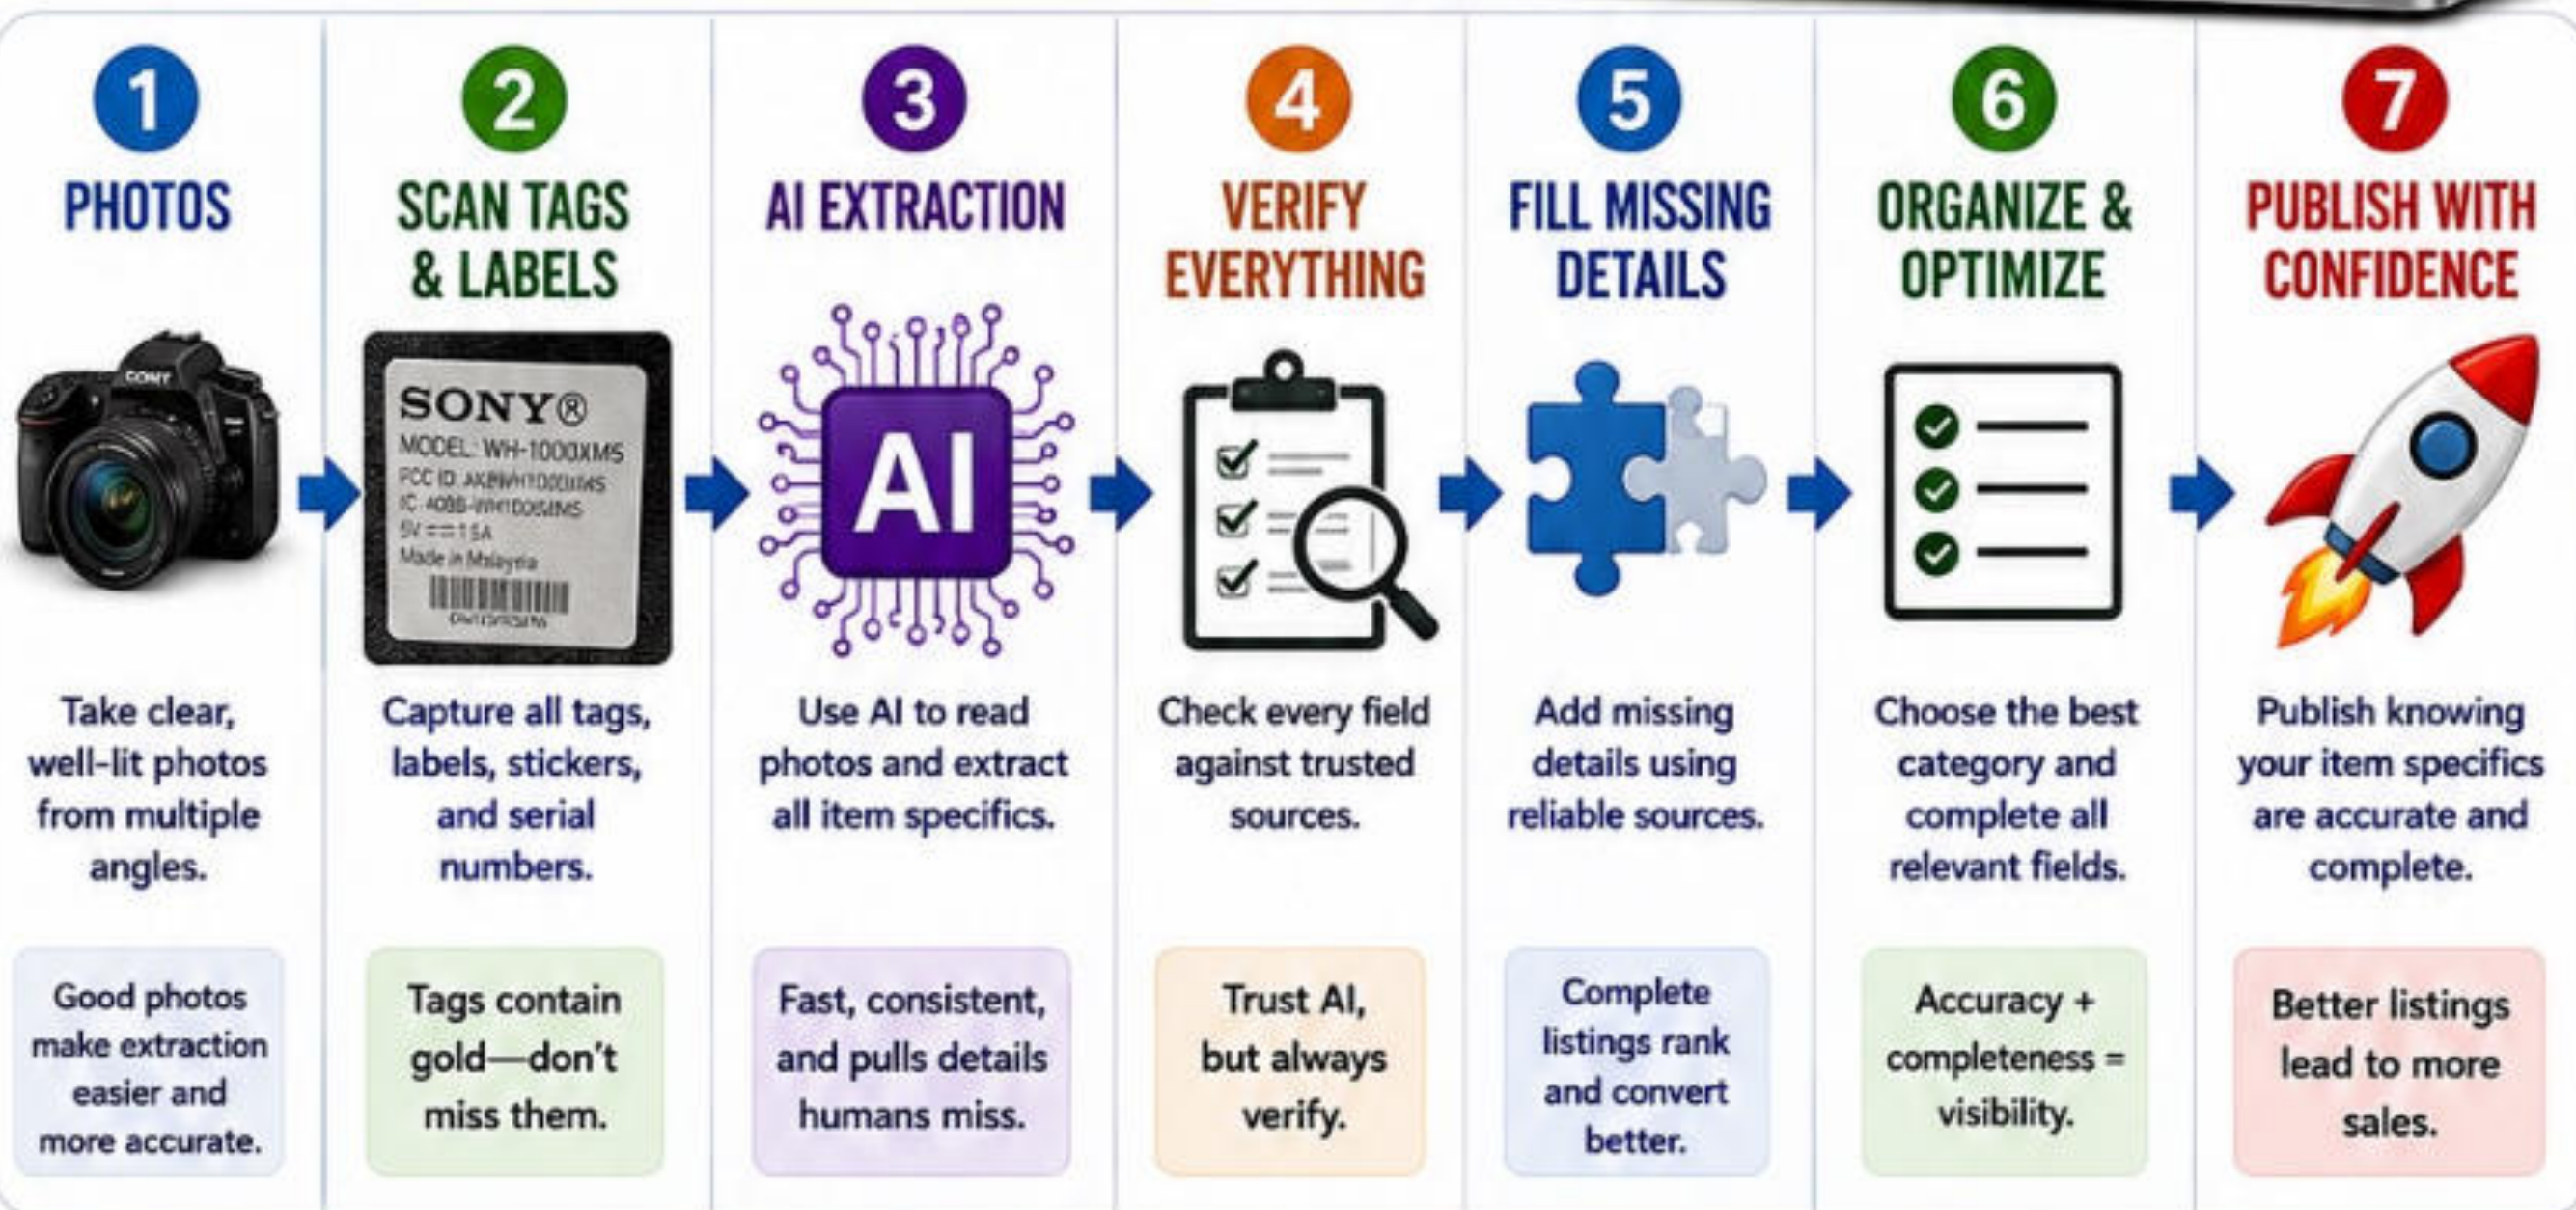 1
PHOTOS
SONY
Take clear,
well-lit photos
from multiple
angles.
Good photos
make extraction
easier and
more accurate.
2
SCAN TAGS
& LABELS
SONY®
MODEL: WH-1000XM5
FCC ID:
IC:
5V
Made in
Capture all tags,
labels, stickers,
and serial
numbers.
Tags contain
gold—don't
miss them.
3
AI EXTRACTION
AI
Use AI to read
photos and extract
all item specifics.
Fast, consistent,
and pulls details
humans miss.
4
VERIFY
EVERYTHING
Check every field
against trusted
sources.
Trust AI,
but always
verify.
5
FILL MISSING
DETAILS
Add missing
details using
reliable sources.
Complete
listings rank
and convert
better.
6
ORGANIZE &
OPTIMIZE
Choose the best
category and
complete all
relevant fields.
Accuracy +
completeness =
visibility.
7
PUBLISH WITH
CONFIDENCE
Publish knowing
your item specifics
are accurate and
complete.
Better listings
lead to more
sales.